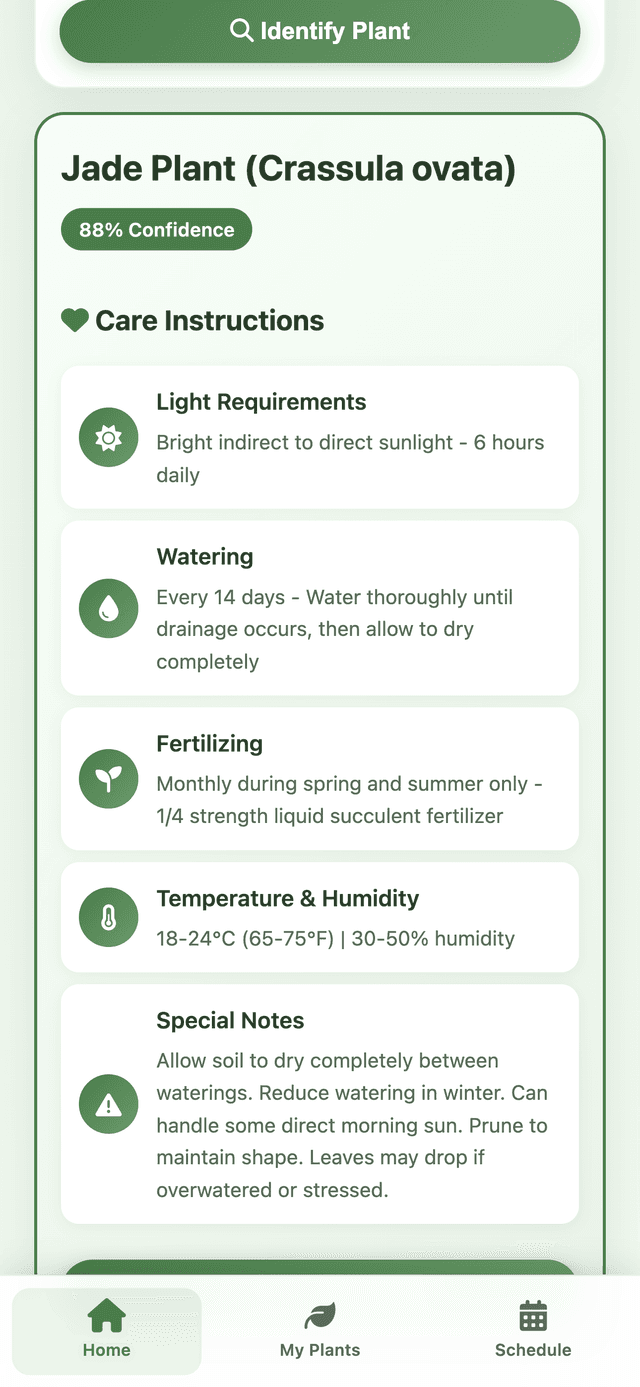 Identify Plant
Jade Plant (Crassula ovata)
88% Confidence
Care Instructions
Light Requirements
Bright indirect to direct sunlight - 6 hours
daily
Watering
Every 14 days - Water thoroughly until
drainage occurs, then allow to dry
completely
Fertilizing
Monthly during spring and summer only -
1/4 strength liquid succulent fertilizer
Temperature & Humidity
18-24°C (65-75°F) | 30-50% humidity
Special Notes
Allow soil to dry completely between
waterings. Reduce watering in winter. Can
handle some direct morning sun. Prune to
maintain shape. Leaves may drop if
overwatered or stressed.
Home
My Plants
Schedule